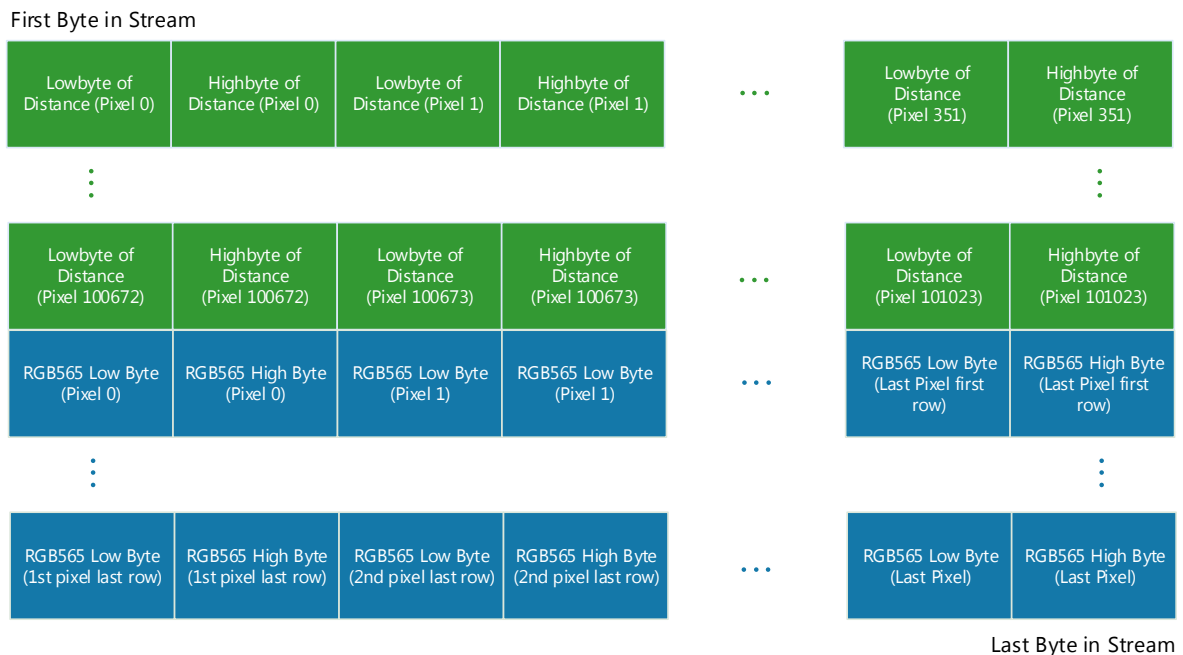 First Byte in Stream
Lowbyte of
Distance (Pixel 0)
Highbyte of
Distance (Pixel 0)
Lowbyte of
Distance (Pixel 1)
Highbyte of
Distance (Pixel 1)
...
Lowbyte of
Distance
(Pixel 351)
Highbyte of
Distance
(Pixel 351)
Lowbyte of
Distance
(Pixel 100672)
Highbyte of
Distance
(Pixel 100672)
Lowbyte of
Distance
(Pixel 100673)
Highbyte of
Distance
(Pixel 100673)
...
Lowbyte of
Distance
(Pixel 101023)
Highbyte of
Distance
(Pixel 101023)
RGB565 Low Byte
(Pixel 0)
RGB565 High Byte
(Pixel 0)
RGB565 Low Byte
(Pixel 1)
RGB565 Low Byte
(Pixel 1)
...
RGB565 Low Byte
(Last Pixel first
row)
RGB565 High Byte
(Last Pixel first
row)
RGB565 Low Byte
(1st pixel last row)
RGB565 High Byte
(1st pixel last row)
RGB565 Low Byte
(2nd pixel last row)
RGB565 High Byte
(2nd pixel last row)
...
RGB565 Low Byte
(Last Pixel)
RGB565 High Byte
(Last Pixel)
Last Byte in Stream